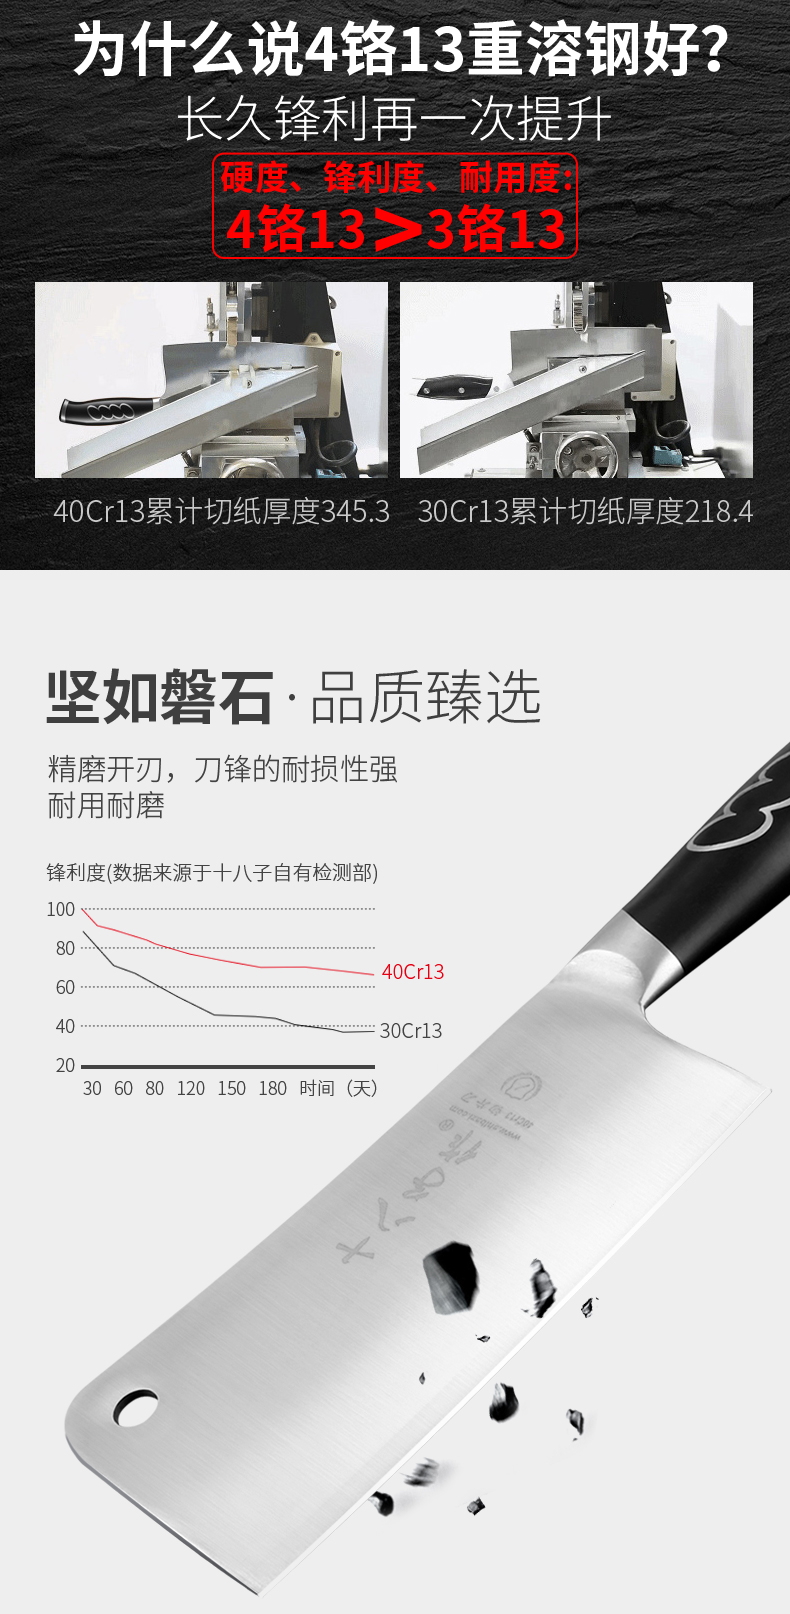 为什么说4铬13重溶钢好?
长久锋利再一次提升
硬度、锋利度、耐用度:
4铬13>3铬13
40Cr13累计切纸厚度345.3
30Cr13累计切纸厚度218.4
坚如磐石·品质臻选
精磨开刃，刀锋的耐损性强
耐用耐磨
锋利度(数据来源于十八子自有检测部)
100
80
60
40
20
40Cr13
30Cr13
30 60 80 120 150 180 时间（天）
十八子作®
www.shibazi.com